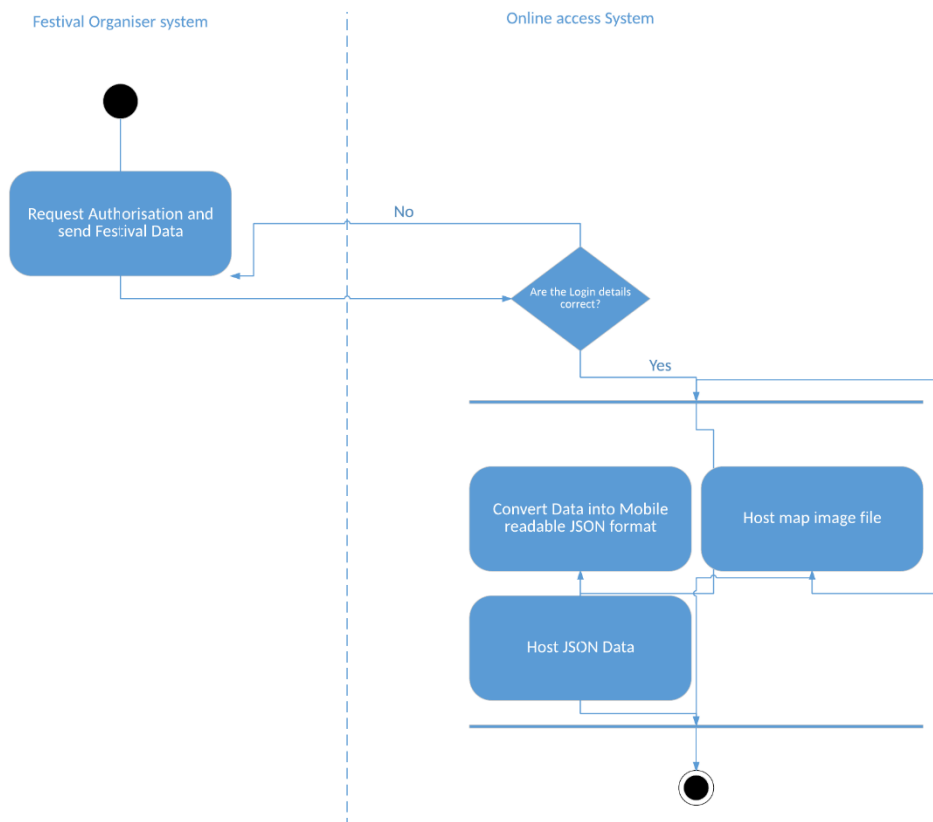 Festival Organiser system
Online access System
Request Authorisation and
send Festival Data
No
Are the Login details
correct?
Yes
Convert Data into Mobile
readable JSON format
Host map image file
Host JSON Data